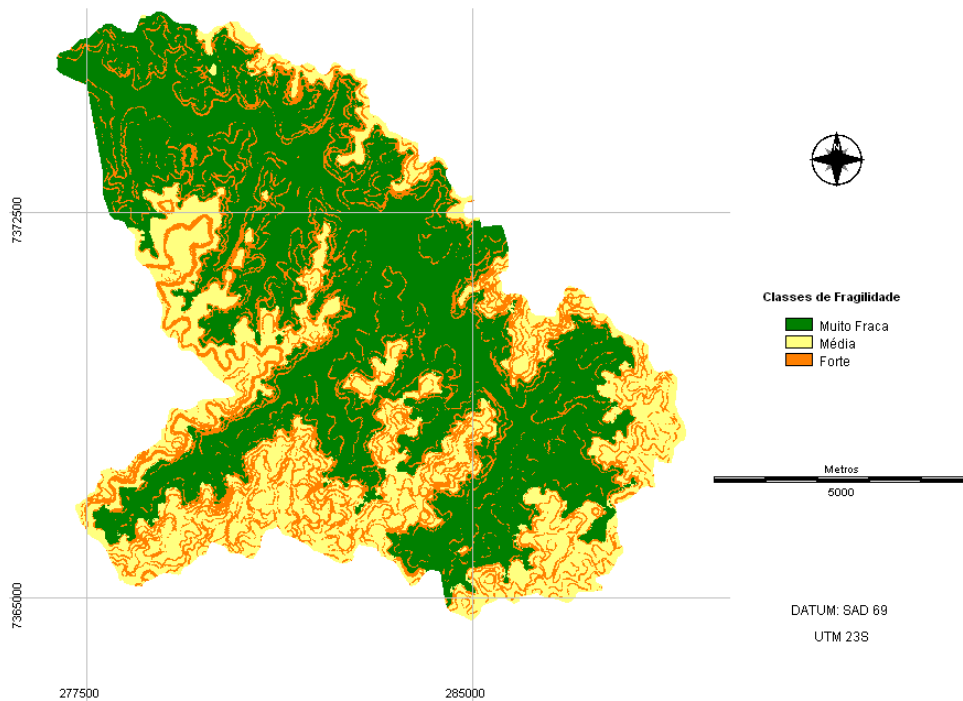 N
7372500
Classes de Fragilidade
Muito Fraca
Média
Forte
Metros
5000
7365000
DATUM: SAD 69
UTM 23S
277500
285000